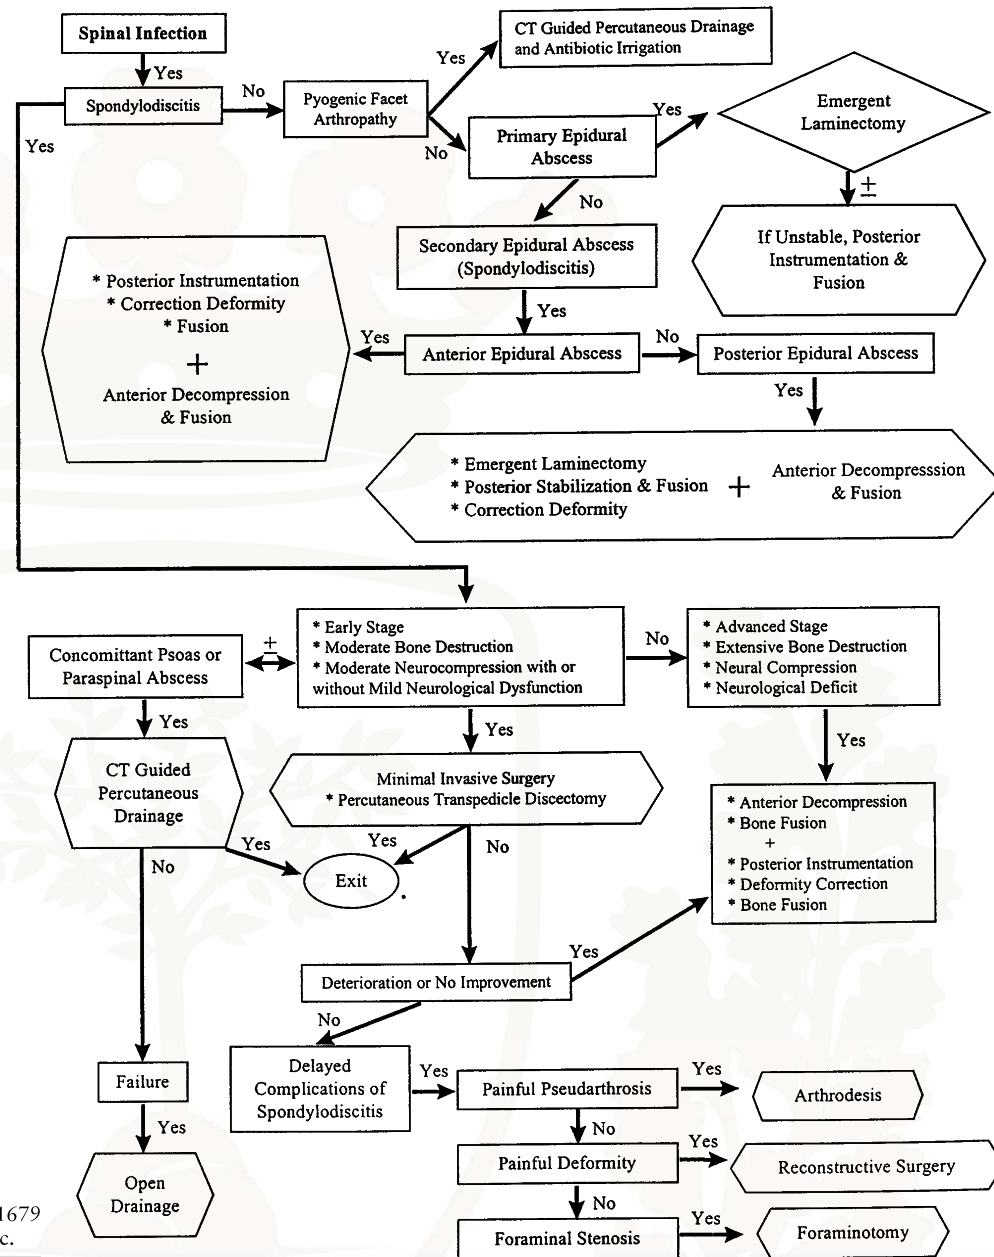 Spinal Infection
Yes
Spondylodiscitis
No
Pyogenic Facet
Arthropathy
Yes
CT Guided Percutaneous Drainage
and Antibiotic Irrigation
No
Primary Epidural
Abscess
Yes
Emergent
Laminectomy
±
If Unstable, Posterior
Instrumentation &
Fusion
No
Secondary Epidural Abscess
(Spondylodiscitis)
Yes
Anterior Epidural Abscess
Yes
* Posterior Instrumentation
* Correction Deformity
* Fusion
+
Anterior Decompression
& Fusion
No
Posterior Epidural Abscess
Yes
* Emergent Laminectomy
* Posterior Stabilization & Fusion
* Correction Deformity
+
Anterior Decompresssion
& Fusion
Yes
* Early Stage
* Moderate Bone Destruction
* Moderate Neurocompression with or
without Mild Neurological Dysfunction
±
Concomittant Psoas or
Paraspinal Abscess
No
* Advanced Stage
* Extensive Bone Destruction
* Neural Compression
* Neurological Deficit
Yes
CT Guided
Percutaneous
Drainage
Yes
Minimal Invasive Surgery
* Percutaneous Transpedicle Discectomy
Yes
* Anterior Decompression
* Bone Fusion
+
* Posterior Instrumentation
* Deformity Correction
* Bone Fusion
Yes
Yes
Exit
No
No
Deterioration or No Improvement
Yes
No
Delayed
Complications of
Spondylodiscitis
Failure
Yes
Open
Drainage
Yes
Painful Pseudarthrosis
Yes
Arthrodesis
No
Painful Deformity
Yes
Reconstructive Surgery
No
Foraminal Stenosis
Yes
Foraminotomy
1679
c.